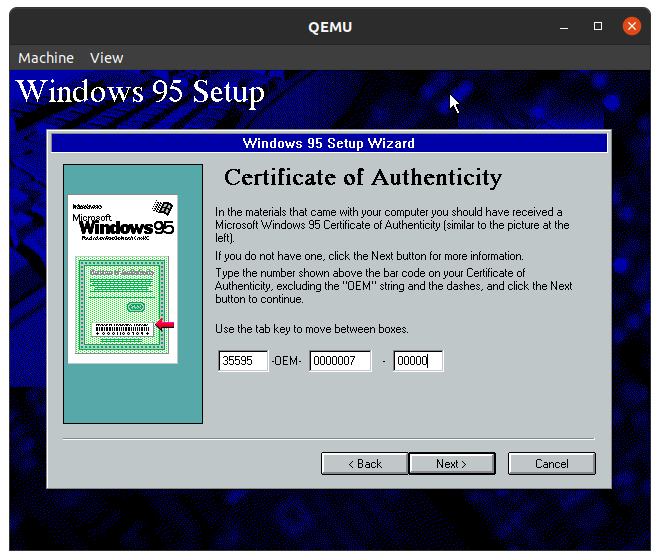 QEMU
Machine View
Windows 95 Setup
Windows 95 Setup Wizard
Certificate of Authenticity
Microsoft
Windows95
In the materials that came with your computer you should have received a
Microsoft Windows 95 Certificate of Authenticity (similar to the picture at the
left).
If you do not have one, click the Next button for more information.
Type the number shown above the bar code on your Certificate of
Authenticity, excluding the "OEM" string and the dashes, and click the Next
button to continue.
Use the tab key to move between boxes.
35595 -OEM- 0000007 - 00000
< Back Next > Cancel